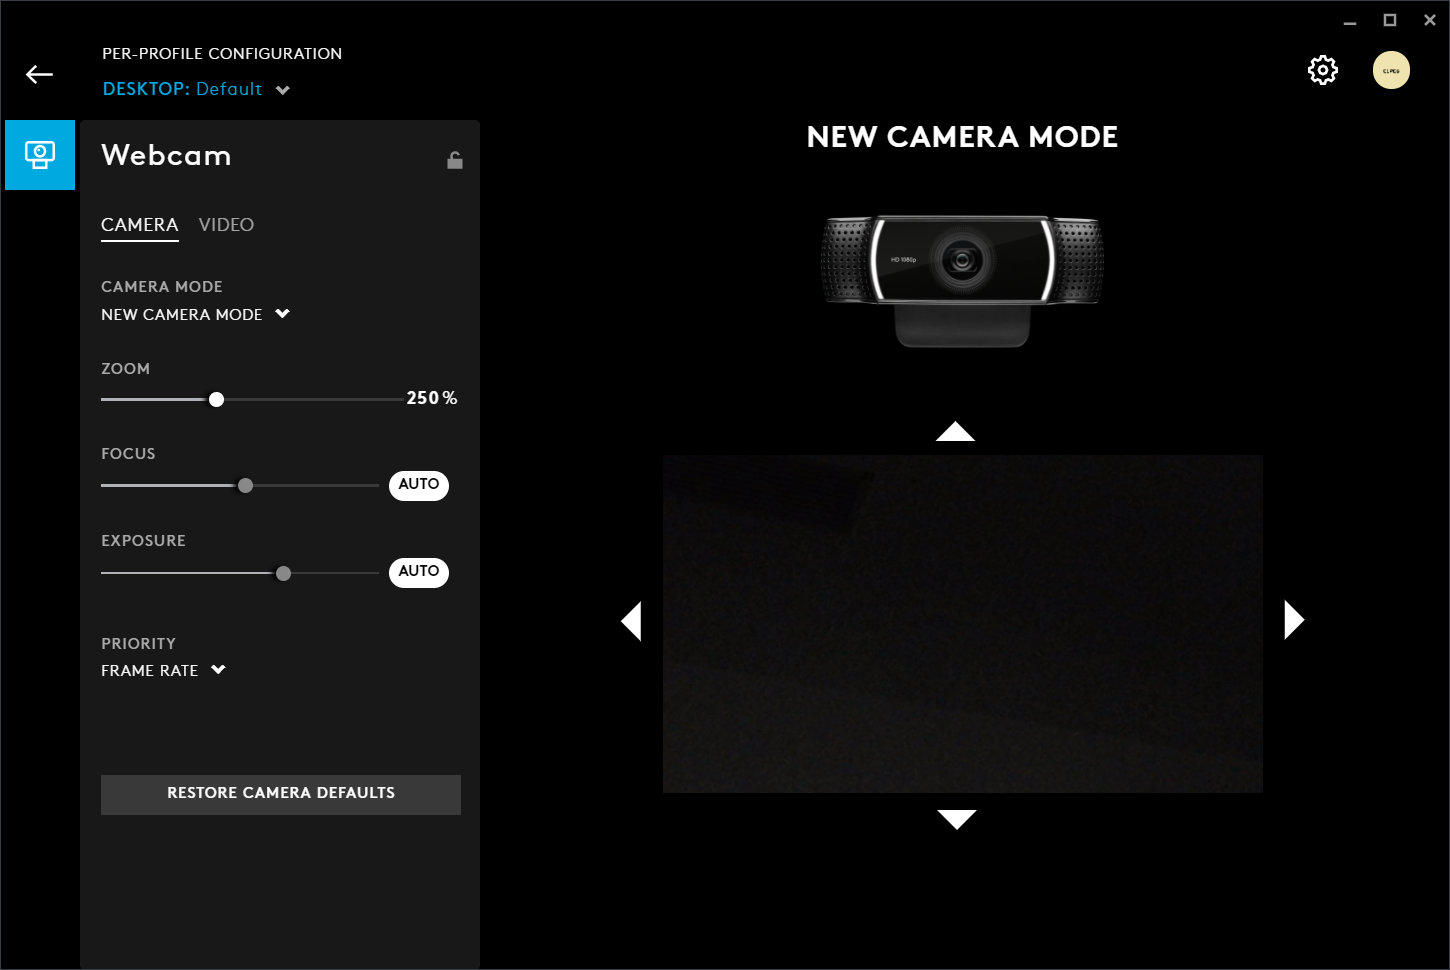 PER-PROFILE CONFIGURATION
DESKTOP: Default
Webcam
CAMERA VIDEO
CAMERA MODE
NEW CAMERA MODE
ZOOM
250 %
FOCUS
AUTO
EXPOSURE
AUTO
PRIORITY
FRAME RATE
RESTORE CAMERA DEFAULTS
NEW CAMERA MODE
HD 1080p